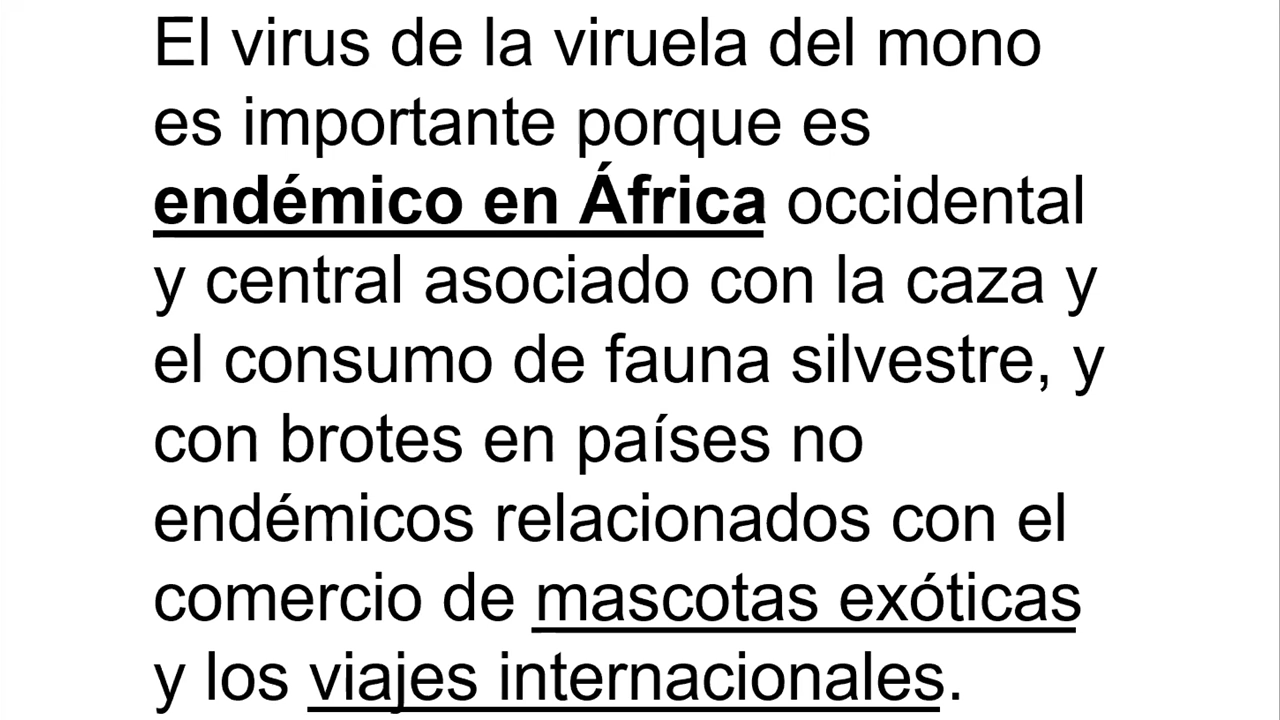 El virus de la viruela del mono
es importante porque es
endémico en África occidental
y central asociado con la caza y
el consumo de fauna silvestre, y
con brotes en países no
endémicos relacionados con el
comercio de mascotas exóticas
y los viajes internacionales.